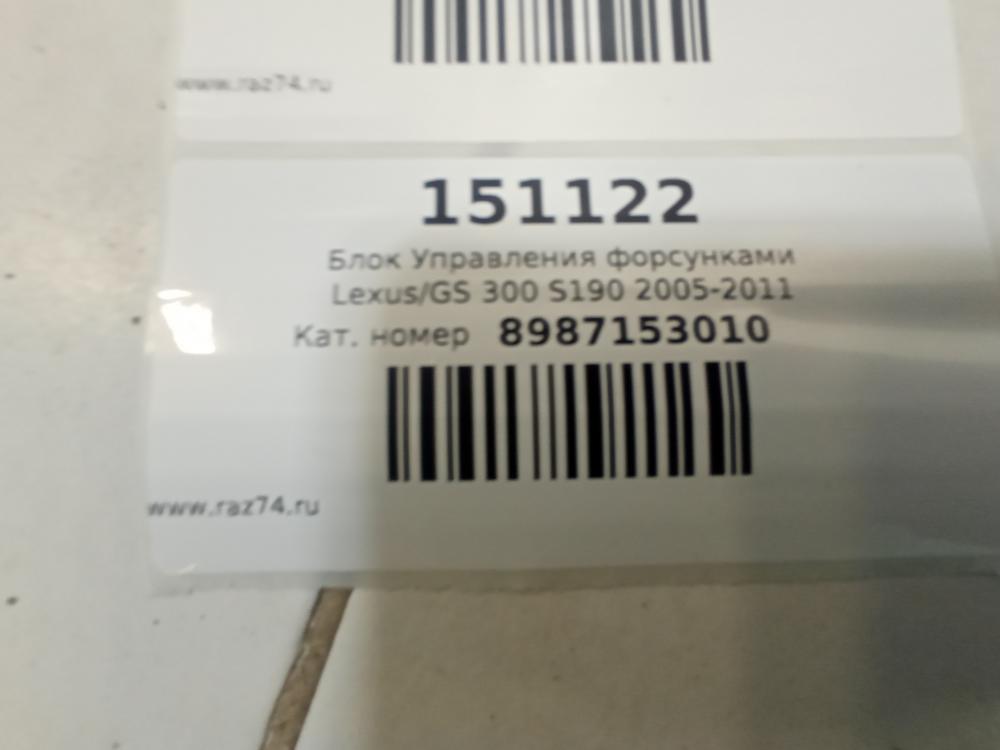 www.raz74.ru
151122
Блок Управления форсунками
Lexus/GS 300 S190 2005-2011
Кат. номер 8987153010
www.raz74.ru